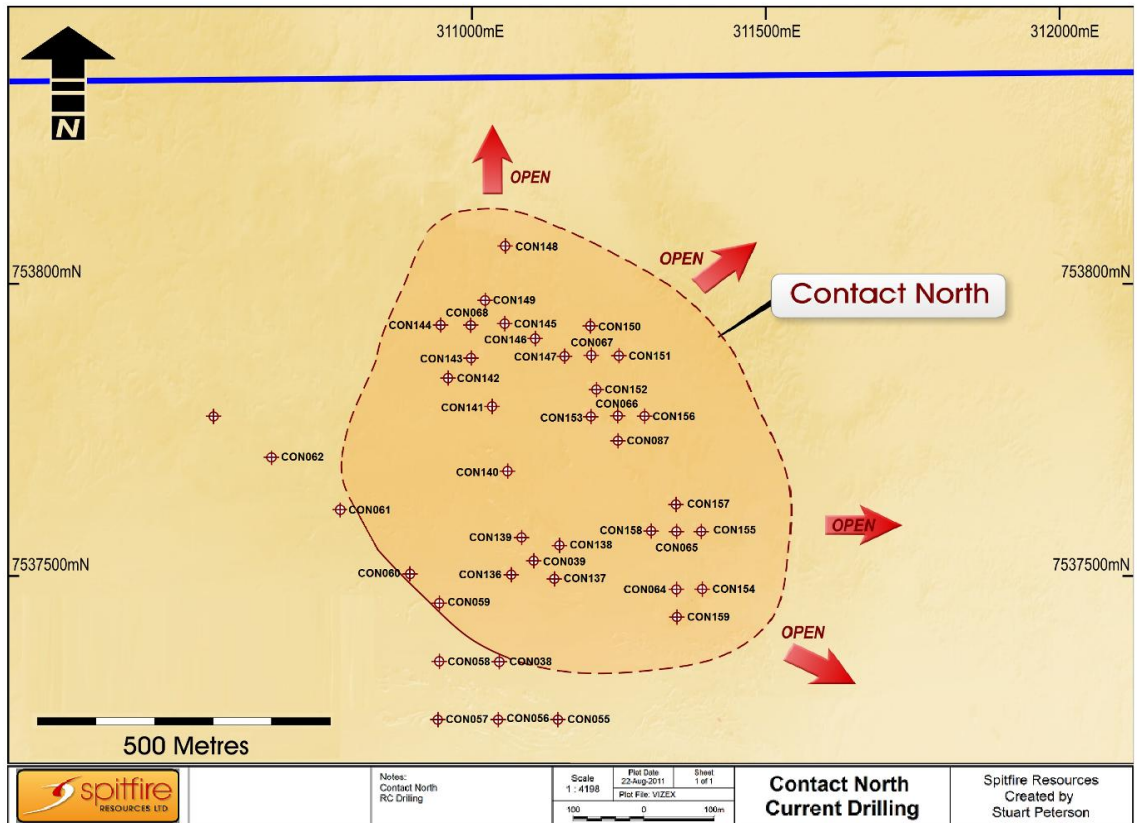 311000mE
311500mE
312000mE
N
OPEN
CON148
OPEN
753800mN
753800mN
Contact North
CON149
CON068
CON144
CON145
CON150
CON146
CON067
CON143
CON147
CON151
CON142
CON152
CON141
CON066
CON153
CON156
CON087
CON062
CON140
CON157
CON061
CON158
CON155
OPEN
CON139
CON138
CON065
CON039
7537500mN
7537500mN
CON060
CON136
CON137
CON064
CON154
CON059
CON159
OPEN
CON058
CON038
CON057
CON056
CON055
500 Metres
spitfire
RESOURCES LTD
Notes:
Contact North
RC Drilling
Scale
1 : 4198
Plot Date
22-Aug-2011
Sheet
1 of 1
Plot File: VIZEX
100 0 100m
Contact North
Current Drilling
Spitfire Resources
Created by
Stuart Peterson